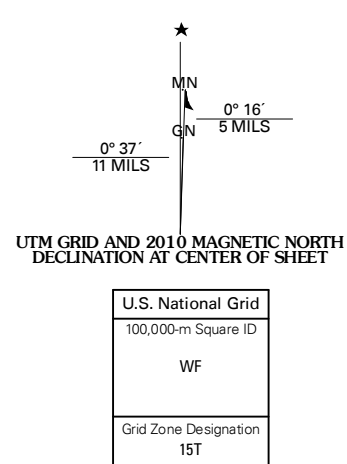 MN
0° 16´
5 MILS
GN
0° 37´
11 MILS
UTM GRID AND 2010 MAGNETIC NORTH
DECLINATION AT CENTER OF SHEET
U.S. National Grid
100,000-m Square ID
WF
Grid Zone Designation
15T